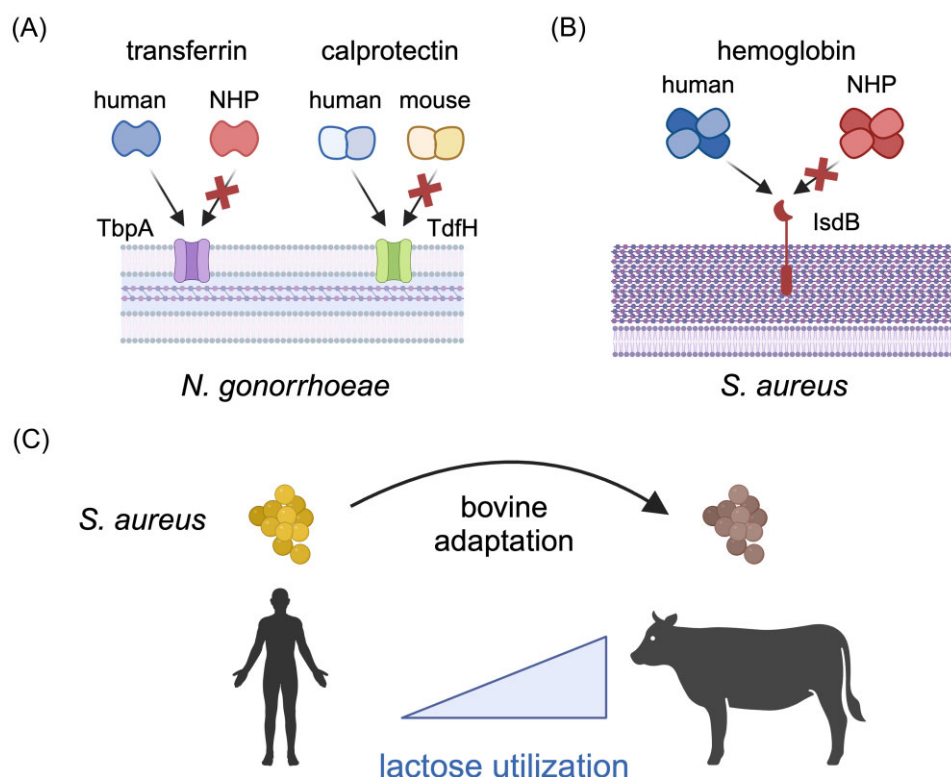 (A)
transferrin calprotectin
human NHP human mouse
TbpA TdfH
N. gonorrhoeae
(B)
hemoglobin
human NHP
IsdB
S. aureus
(C)
S. aureus
bovine
adaptation
lactose utilization